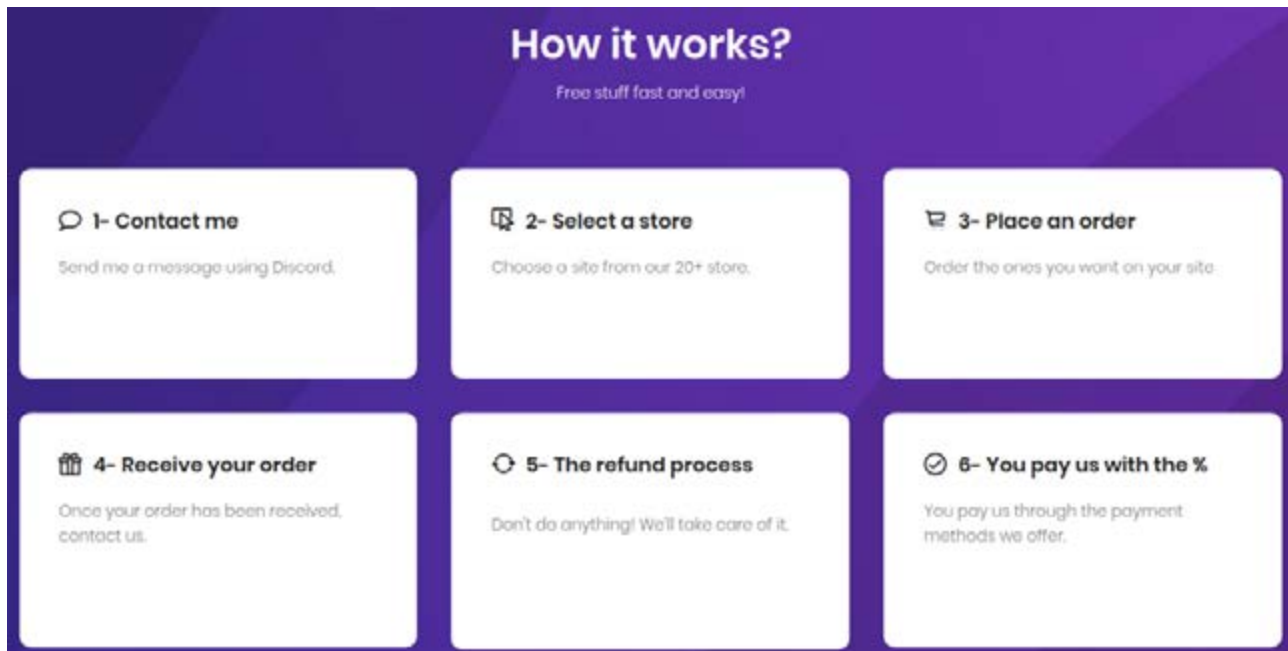 How it works?
Free stuff fast and easy!
1- Contact me
Send me a message using Discord.
2- Select a store
Choose a site from our 20+ store.
3- Place an order
Order the ones you want on your site
4- Receive your order
Once your order has been received,
contact us.
5- The refund process
Don't do anything! We'll take care of it.
6- You pay us with the %
You pay us through the payment
methods we offer.